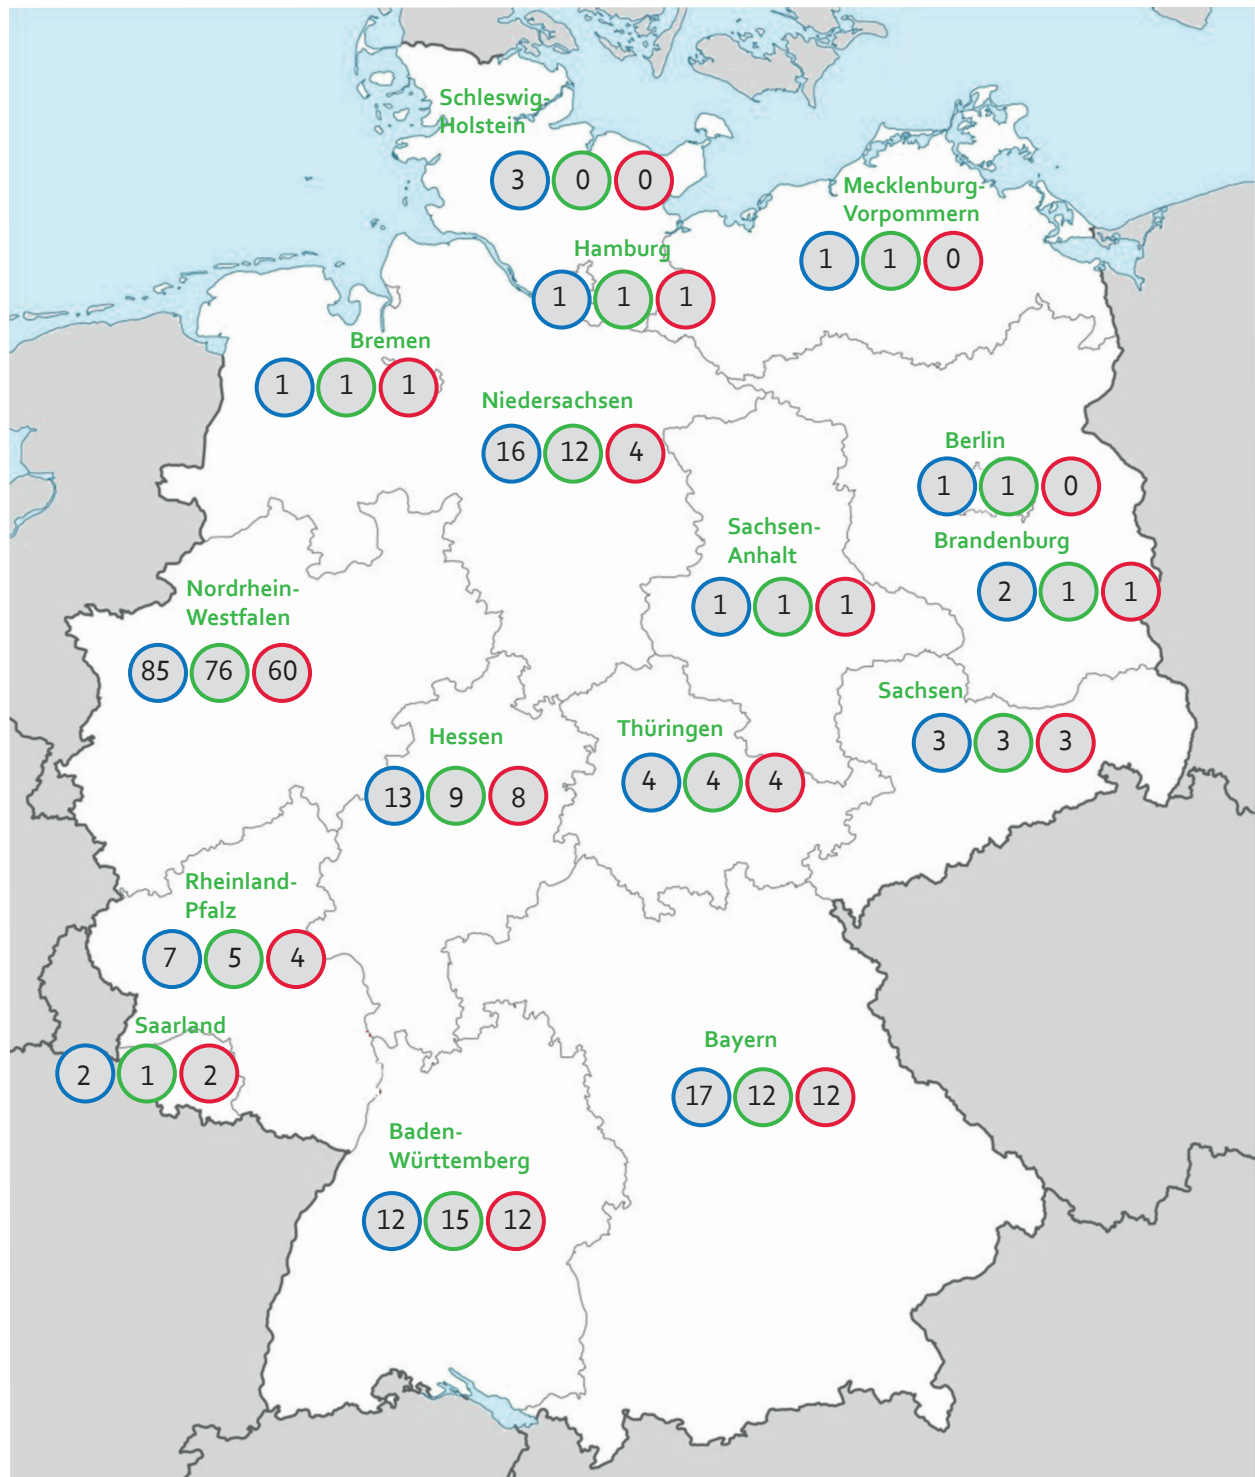 Schleswig-
Holstein
3 0 0
Mecklenburg-
Vorpommern
1 1 0
Hamburg
1 1 1
Bremen
1 1 1
Niedersachsen
16 12 4
Berlin
1 1 0
Brandenburg
2 1 1
Sachsen-
Anhalt
1 1 1
Nordrhein-
Westfalen
85 76 60
Sachsen
3 3 3
Thüringen
4 4 4
Hessen
13 9 8
Rheinland-
Pfalz
7 5 4
Saarland
2 1 2
Bayern
17 12 12
Baden-
Württemberg
12 15 12